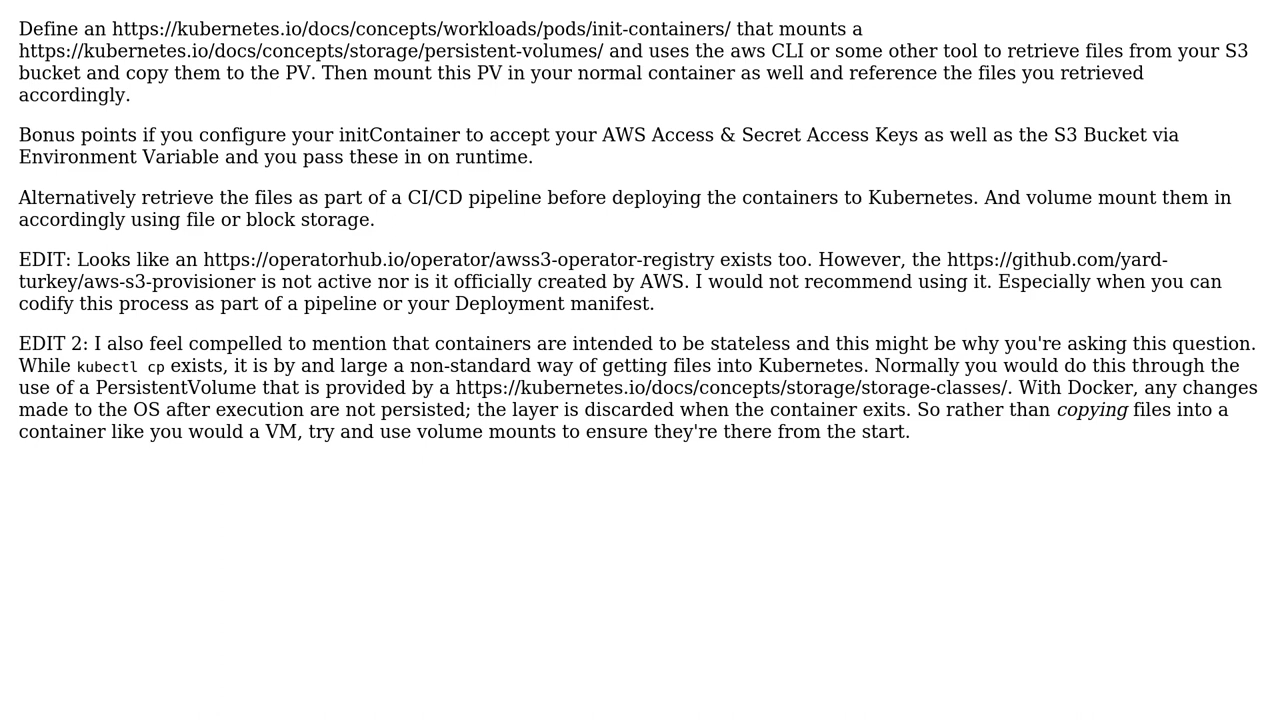 Define an https://kubernetes.io/docs/concepts/workloads/pods/init-containers/ that mounts a
https://kubernetes.io/docs/concepts/storage/persistent-volumes/ and uses the aws CLI or some other tool to retrieve files from your S3
bucket and copy them to the PV. Then mount this PV in your normal container as well and reference the files you retrieved
accordingly.
Bonus points if you configure your initContainer to accept your AWS Access & Secret Access Keys as well as the S3 Bucket via
Environment Variable and you pass these in on runtime.
Alternatively retrieve the files as part of a CI/CD pipeline before deploying the containers to Kubernetes. And volume mount them in
accordingly using file or block storage.
EDIT: Looks like an https://operatorhub.io/operator/awss3-operator-registry exists too. However, the https://github.com/yard-
turkey/aws-s3-provisioner is not active nor is it officially created by AWS. I would not recommend using it. Especially when you can
codify this process as part of a pipeline or your Deployment manifest.
EDIT 2: I also feel compelled to mention that containers are intended to be stateless and this might be why you're asking this question.
While kubectl cp exists, it is by and large a non-standard way of getting files into Kubernetes. Normally you would do this through the
use of a PersistentVolume that is provided by a https://kubernetes.io/docs/concepts/storage/storage-classes/. With Docker, any changes
made to the OS after execution are not persisted; the layer is discarded when the container exits. So rather than copying files into a
container like you would a VM, try and use volume mounts to ensure they're there from the start.